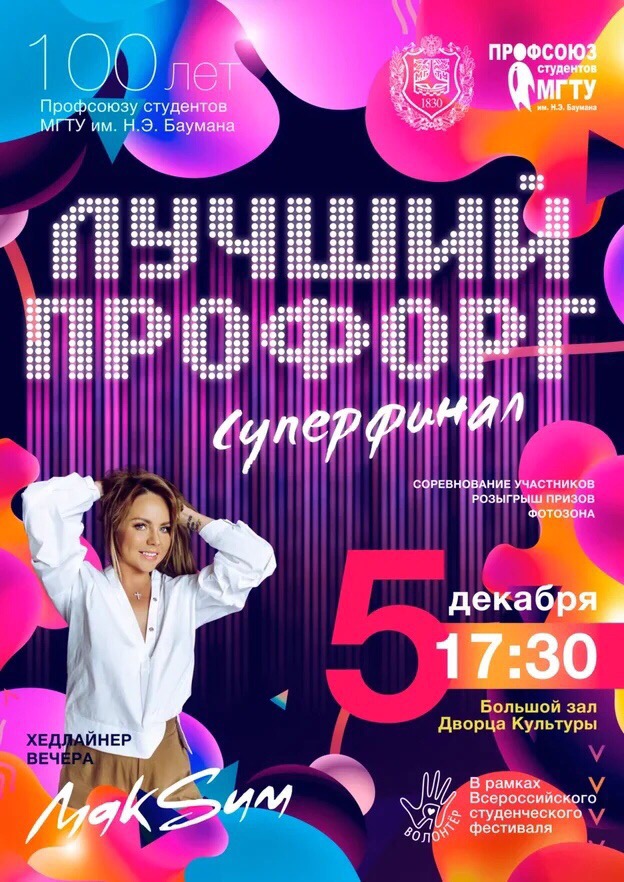 100 лет
Профсоюзу студентов
МГТУ им. Н.Э. Баумана
1830
ПРОФСОЮЗ
студентов
МГТУ
им. Н.Э. Баумана
ЛУЧШИЙ
ПРОФОРГ
суперфинал
СОРЕВНОВАНИЕ УЧАСТНИКОВ
РОЗЫГРЫШ ПРИЗОВ
ФОТОЗОНА
5 декабря
17:30
Большой зал
Дворца Культуры
ХЕДЛАЙНЕР
ВЕЧЕРА
МакSим
ВОЛОНТЕР
В рамках
Всероссийского
студенческого
фестиваля